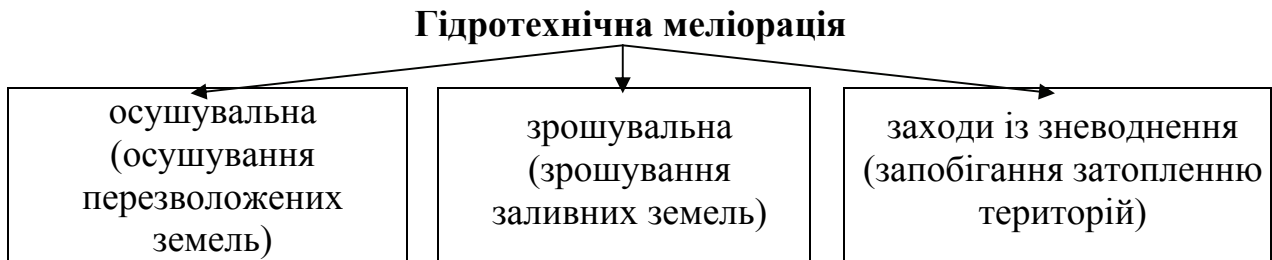 Гідротехнічна меліорація
осушувальна
(осушування
перезволожених
земель)
зрошувальна
(зрошування
заливних земель)
заходи із зневоднення
(запобігання затопленню
територій)